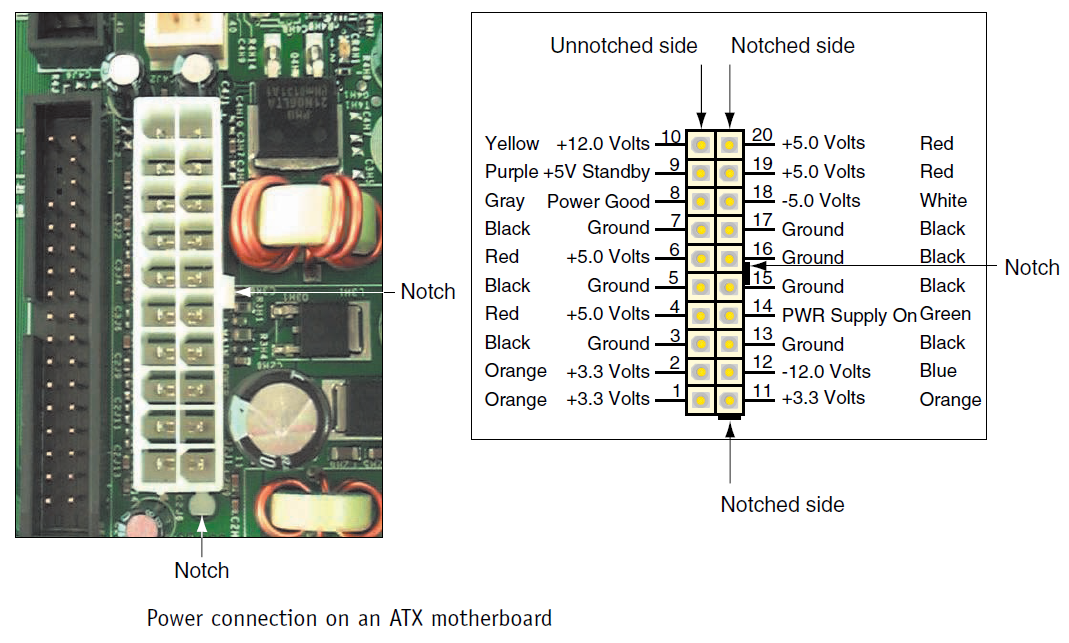 Unnotched side Notched side
Yellow +12.0 Volts 10 20 +5.0 Volts Red
Purple +5V Standby 9 19 +5.0 Volts Red
Gray Power Good 8 18 -5.0 Volts White
Black Ground 7 17 Ground Black
Red +5.0 Volts 6 16 Ground Black
Notch
Notch
Black Ground 5 15 Ground Black
Red +5.0 Volts 4 14 PWR Supply On Green
Black Ground 3 13 Ground Black
Orange +3.3 Volts 2 12 -12.0 Volts Blue
Orange +3.3 Volts 1 11 +3.3 Volts Orange
Notched side
Notch
Power connection on an ATX motherboard